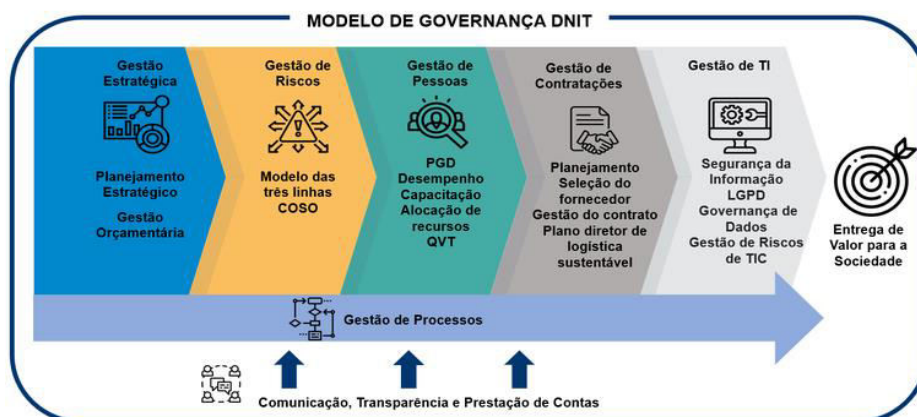 MODELO DE GOVERNANÇA DNIT
Gestão
Estratégica
Planejamento
Estratégico
Gestão
Orçamentária
Gestão de
Riscos
Modelo das
três linhas
COSO
Gestão de
Pessoas
PGD
Desempenho
Capacitação
Alocação de
recursos
QVT
Gestão de
Contratações
Planejamento
Seleção do
fornecedor
Gestão do contrato
Plano diretor de
logística
sustentável
Gestão de TI
Segurança da
Informação
LGPD
Governança de
Dados
Gestão de Riscos
de TIC
Entrega de
Valor para a
Sociedade
Gestão de Processos
Comunicação, Transparência e Prestação de Contas